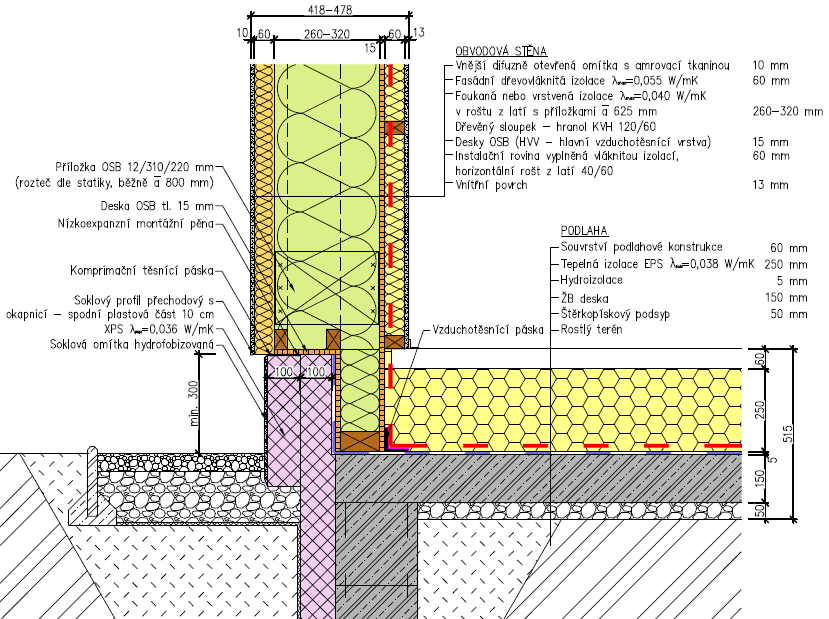 418-478
10
60
260-320
60
13
15
OBVODOVÁ STĚNA
Vnější difuzně otevřená omítka s amrovací tkaninou 10 mm
Fasádní dřevovláknitá izolace =0,055 W/mK 60 mm
Foukaná nebo vrstvená izolace =0,040 W/mK
v roštu z latí s příložkami ā 625 mm 260-320 mm
Dřevěný sloupek - hranol KVH 120/60
Desky OSB (HVV - hlavní vzduchotěsnící vrstva) 15 mm
Instalační rovina vyplněná vláknitou izolací, 60 mm
horizontální rošt z latí 40/60
Vnitřní povrch 13 mm
Příložka OSB 12/310/220 mm
(rozteč dle statiky, běžně ā 800 mm)
Deska OSB tl. 15 mm
Nízkoexpanzní montážní pěna
Komprimační těsnící páska
Soklový profil přechodový s
okapnicí - spodní plastová část 10 cm
XPS =0,036 W/mK
Soklová omítka hydrofobizovaná
PODLAHA
Souvrství podlahové konstrukce 60 mm
Tepelná izolace EPS =0,038 W/mK 250 mm
Hydroizolace 5 mm
ŽB deska 150 mm
Štěrkopískový podsyp 50 mm
Rostlý terén
Vzduchotěsnící páska
100
100
min. 300
60
250
5
150
50
515